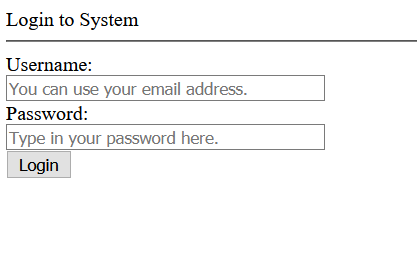 Login to System
Username:
You can use your email address.
Password:
Type in your password here.
Login